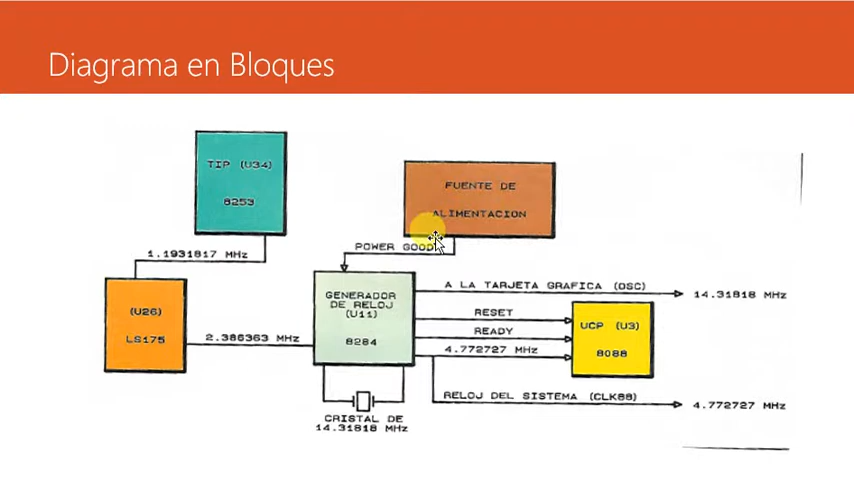 Diagrama en Bloques
TIP (U34)
8253
FUENTE DE
ALIMENTACION
POWER GOOD
1.1931817 MHz
(U26)
LS175
2.386363 MHz
GENERADOR
DE RELOJ
(U11)
8284
A LA TARJETA GRAFICA (OSC)
14.31818 MHz
RESET
READY
4.772727 MHz
UCP (U3)
8088
RELOJ DEL SISTEMA (CLK88)
4.772727 MHz
CRISTAL DE
14.31818 MHz